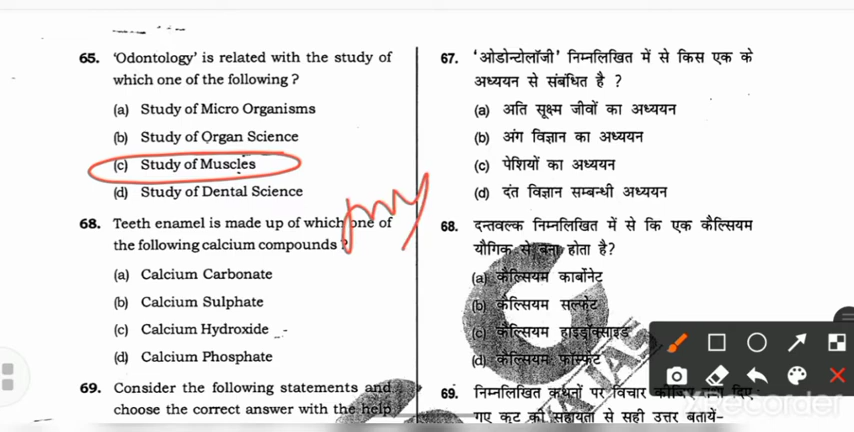 65. 'Odontology' is related with the study of
which one of the following ?
(a) Study of Micro Organisms
(b) Study of Organ Science
(c) Study of Muscles
(d) Study of Dental Science
68. Teeth enamel is made up of which one of
the following calcium compounds ?
(a) Calcium Carbonate
(b) Calcium Sulphate
(c) Calcium Hydroxide
(d) Calcium Phosphate
69. Consider the following statements and
choose the correct answer with the help
67. 'ओडोन्टोलॉजी' निम्नलिखित में से किस एक के
अध्ययन से संबंधित है ?
(a) अति सूक्ष्म जीवों का अध्ययन
(b) अंग विज्ञान का अध्ययन
(c) पेशियों का अध्ययन
(d) दंत विज्ञान सम्बन्धी अध्ययन
68. दन्तवल्क निम्नलिखित में से कि एक कैल्सियम
यौगिक से बना होता है?
(a) कैल्सियम कार्बोनेट
(b) कैल्सियम सल्फेट
(c) कैल्सियम हाइड्रॉक्साइड
(d) कैल्सियम फॉस्फेट
69. निम्नलिखित कथनों पर विचार कीजिए
गए कूट की सहायता से सही उत्तर बतायें-
Recorder